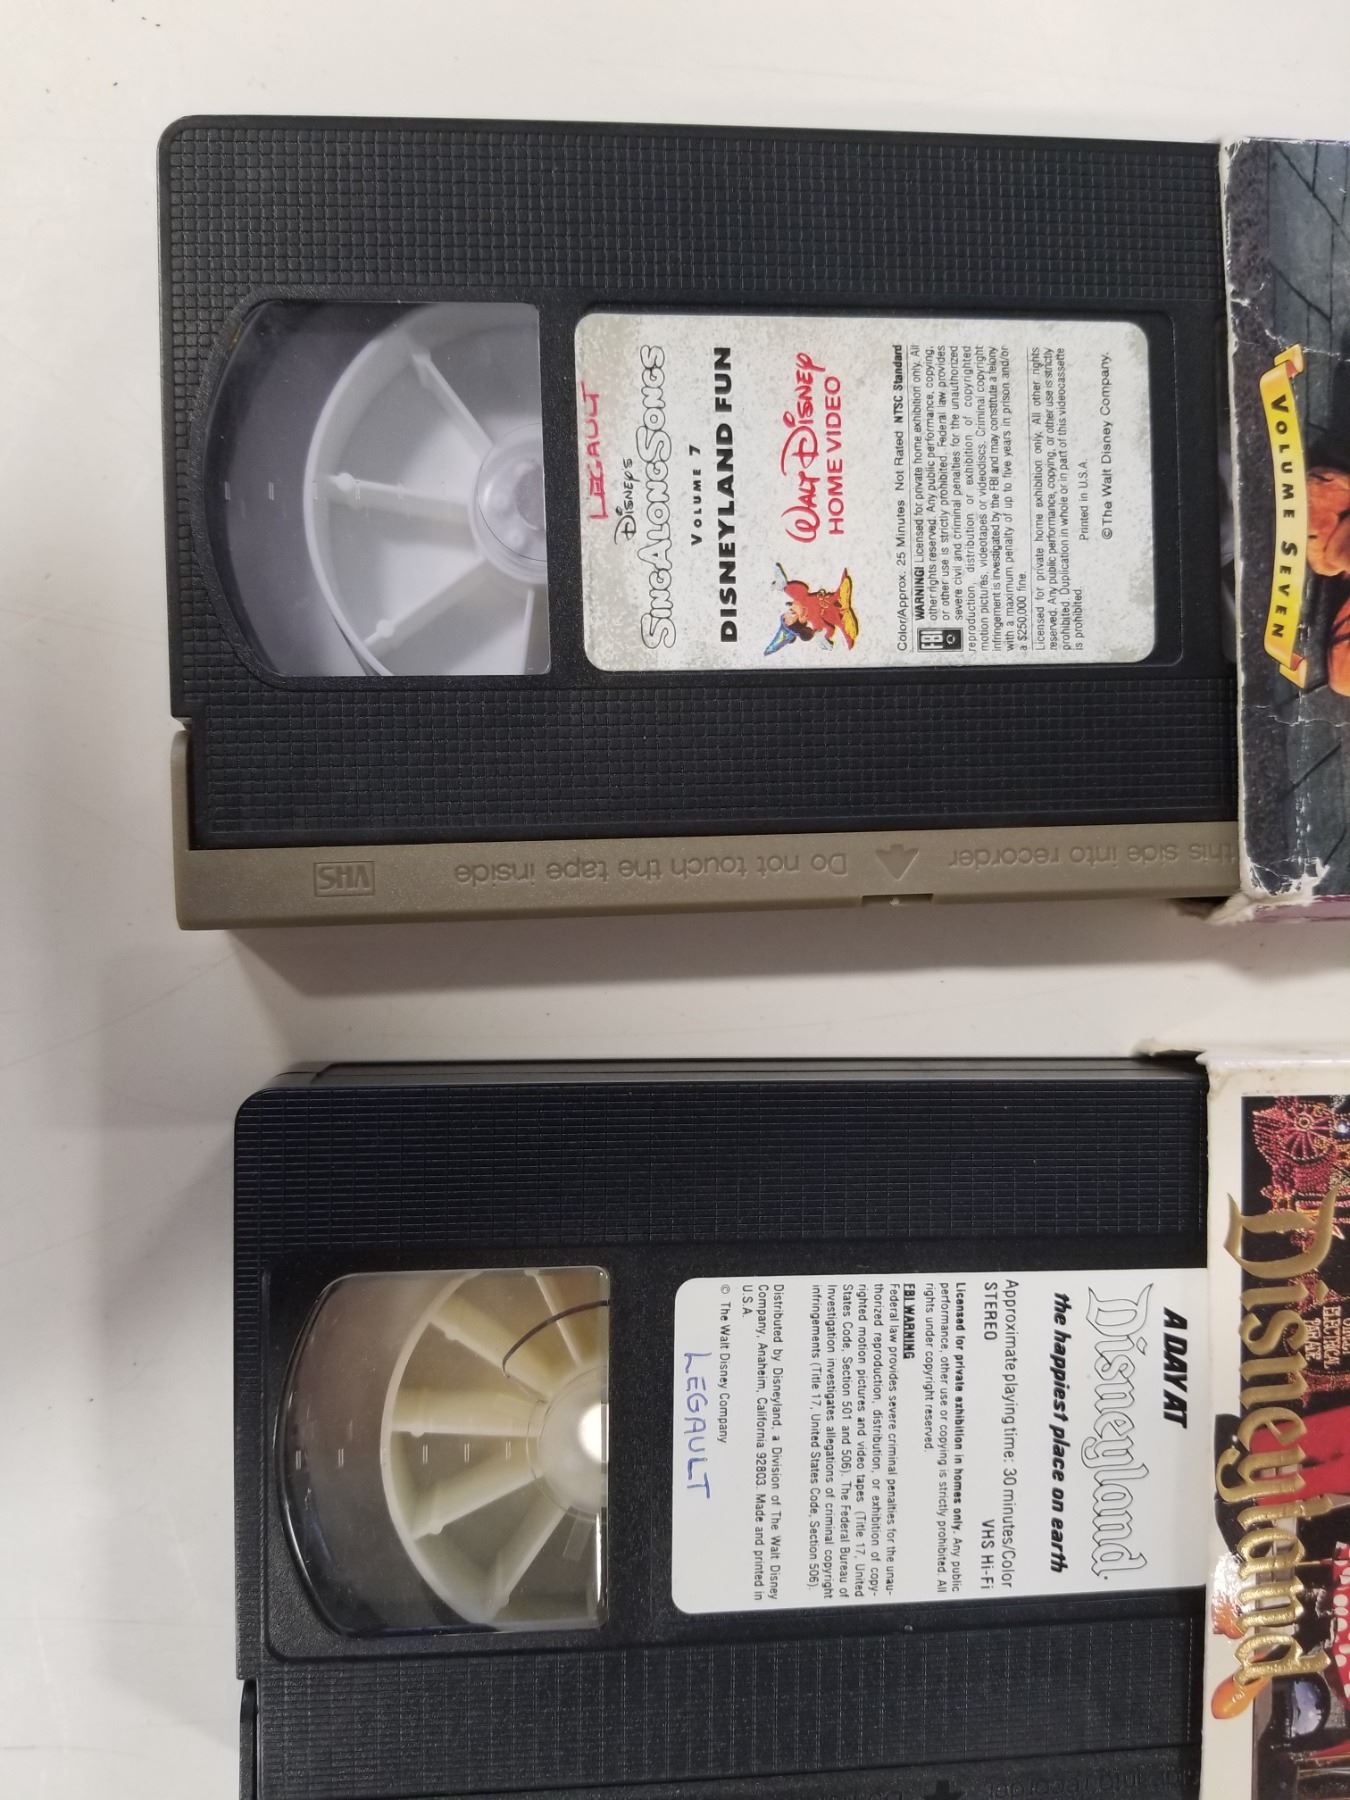 LEGAULT
DISNEY'S
SING ALONG SONGS
VOLUME 7
DISNEYLAND FUN
WALT DISNEY
HOME VIDEO
Color/Approx. 25 Minutes Not Rated NTSC Standard
FBI
WARNING! Licensed for private home exhibition only. All
other rights reserved. Any public performance, copying,
or other use is strictly prohibited. Federal law provides
severe civil and criminal penalties for the unauthorized
reproduction, distribution or exhibition of copyrighted
motion pictures, videotapes or videodiscs. Criminal copyright
infringement is investigated by the FBI and may constitute a felony
with a maximum penalty of up to five years in prison and/or
a $250,000 fine.
Licensed for private home exhibition only. All other rights
reserved. Any public performance, copying, or other use is strictly
prohibited. Duplication in whole or in part of this videocassette
is prohibited.
Printed in U.S.A.
© The Walt Disney Company.
VOLUME SEVEN
this side into recorder
Do not touch the tape inside
VHS
A DAY AT
Disneyland.
the happiest place on earth
Approximate playing time: 30 minutes/Color
STEREO VHS Hi-Fi
Licensed for private exhibition in homes only. Any public
performance, other use or copying is strictly prohibited. All
rights under copyright reserved.
FBI WARNING
Federal law provides severe criminal penalties for the unau-
thorized reproduction, distribution, or exhibition of copy-
righted motion pictures and video tapes (Title 17, United
States Code, Section 501 and 506). The Federal Bureau of
Investigation investigates allegations of criminal copyright
infringements (Title 17, United States Code, Section 506).
Distributed by Disneyland, a Division of The Walt Disney
Company, Anaheim, California 92803. Made and printed in
U.S.A.
© The Walt Disney Company
LEGAULT
Disneyland
ELECTRICAL